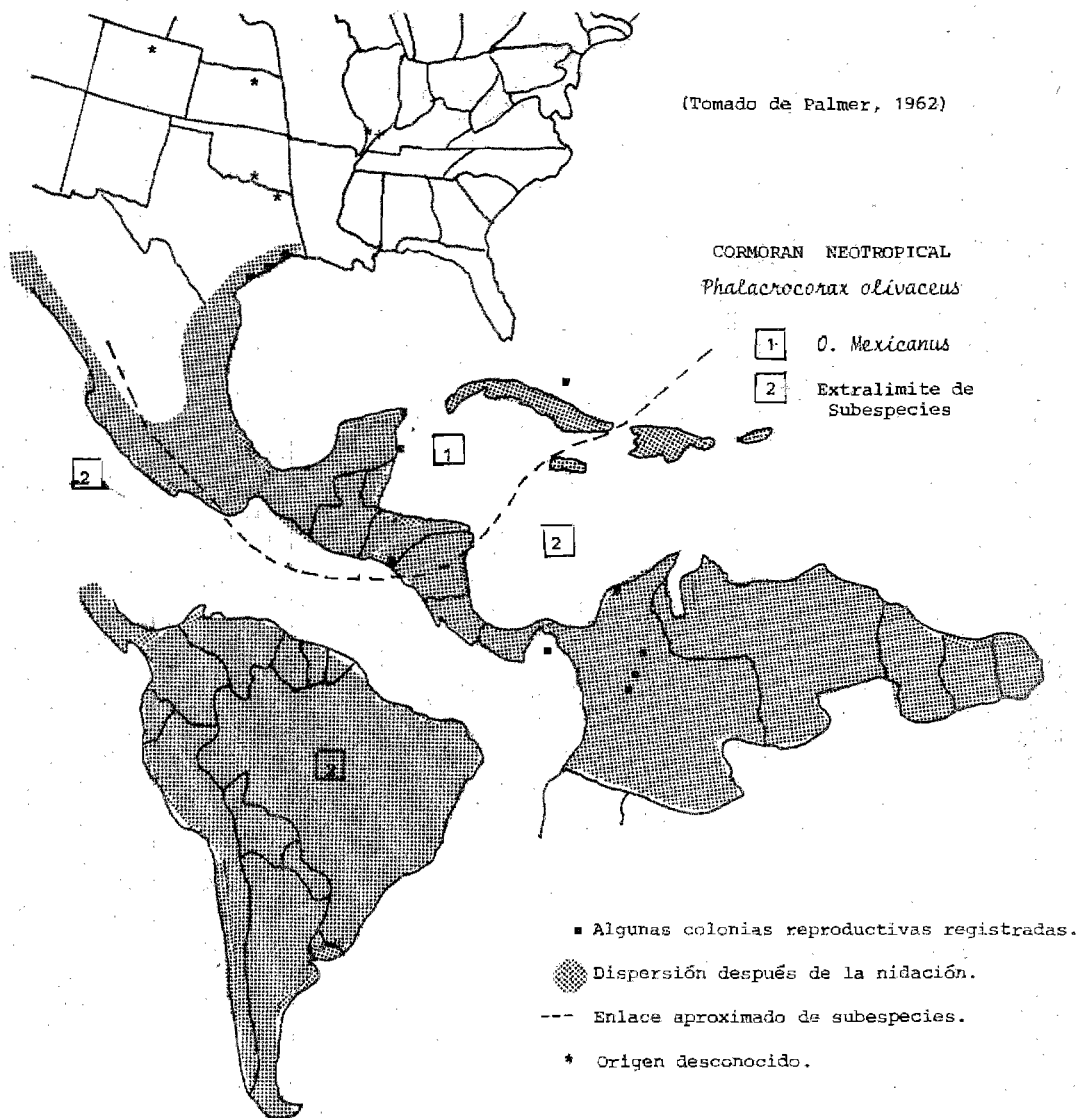 (Tomado de Palmer, 1962)
CORMORAN NEOTROPICAL
Phalacrocorax olivaceus
1 O. Mexicanus
2 Extralimite de
Subespecies
1
2
2
2
▪ Algunas colonias reproductivas registradas.
Dispersión después de la nidación.
--- Enlace aproximado de subespecies.
* Origen desconocido.